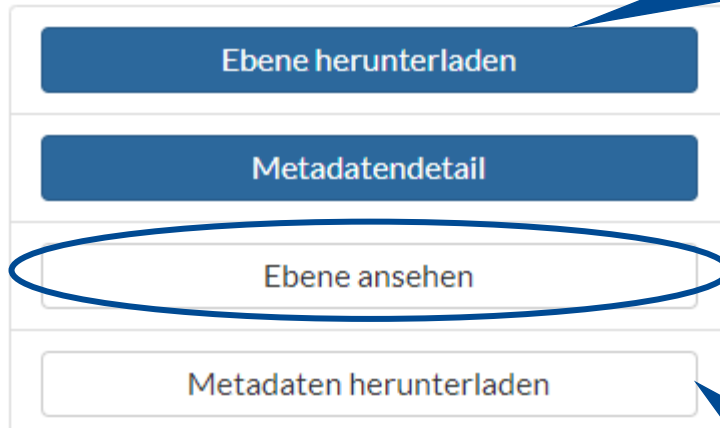 Ebene herunterladen
Metadatendetail
Ebene ansehen
Metadaten herunterladen